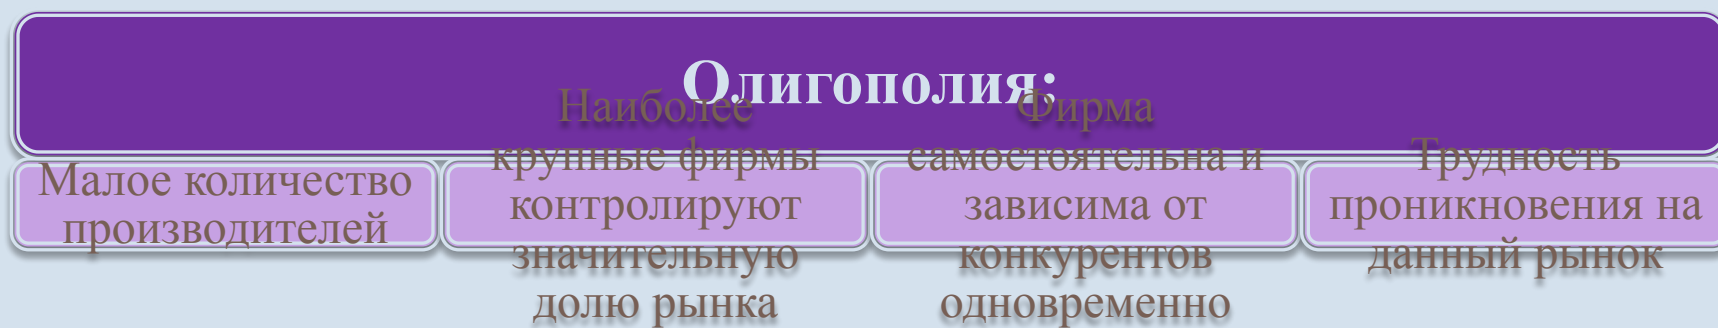 Олигополия:
Малое количество
производителей
Наиболее
крупные фирмы
контролируют
значительную
долю рынка
Фирма
самостоятельна и
зависима от
конкурентов
одновременно
Трудность
проникновения на
данный рынок